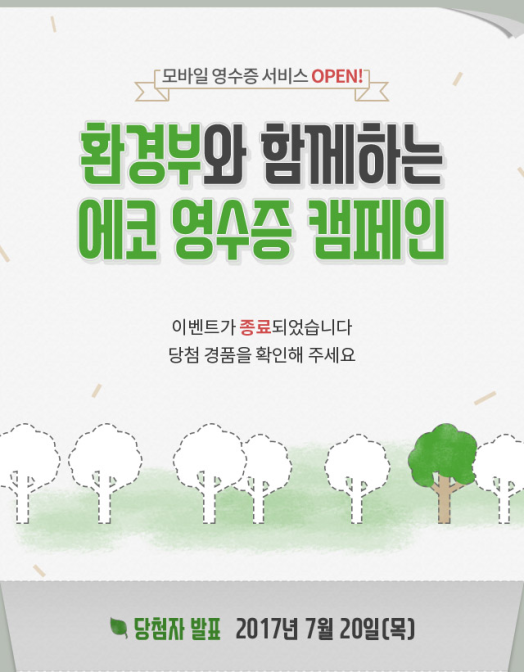 모바일 영수증 서비스 OPEN!
환경부와 함께하는
에코 영수증 캠페인
이벤트가 종료되었습니다
당첨 경품을 확인해 주세요
당첨자 발표 2017년 7월 20일(목)